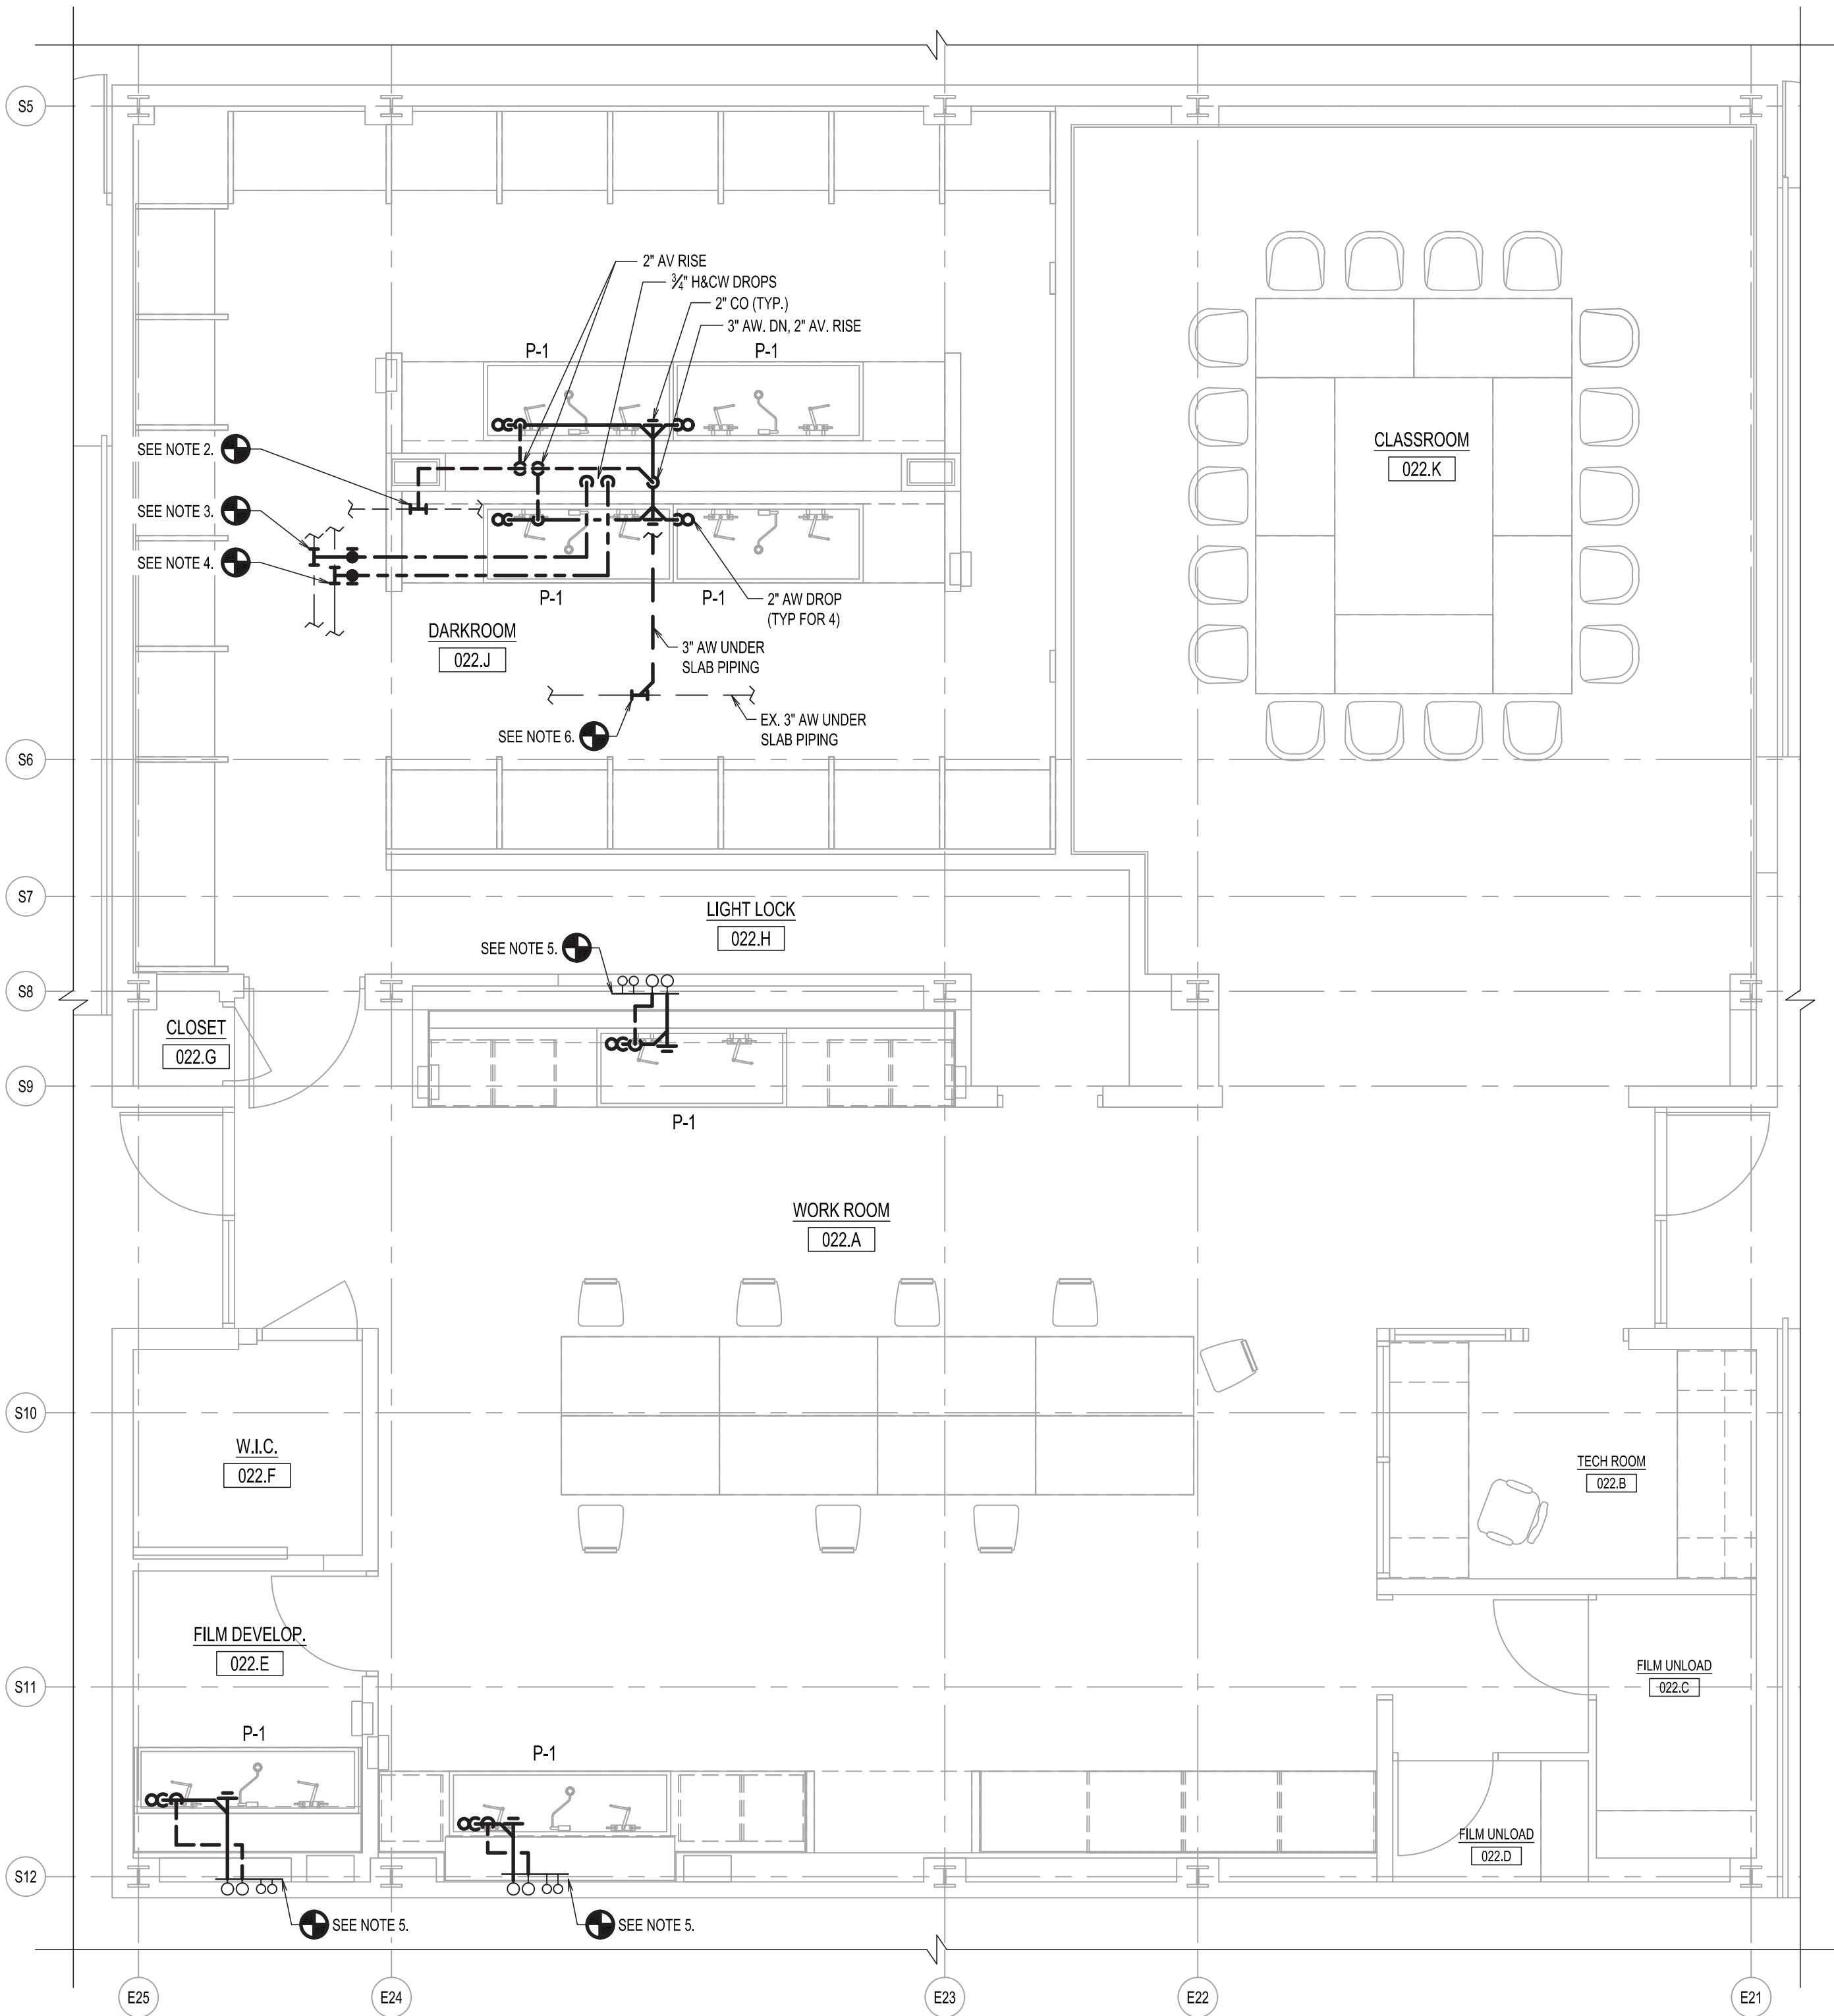 S5
2" AV RISE
¾" H&CW DROPS
2" CO (TYP.)
3" AW. DN, 2" AV. RISE
P-1
P-1
SEE NOTE 2.
SEE NOTE 3.
SEE NOTE 4.
CLASSROOM
022.K
P-1
P-1
2" AW DROP
(TYP FOR 4)
DARKROOM
022.J
3" AW UNDER
SLAB PIPING
EX. 3" AW UNDER
SLAB PIPING
SEE NOTE 6.
S6
S7
LIGHT LOCK
022.H
SEE NOTE 5.
S8
CLOSET
022.G
S9
P-1
WORK ROOM
022.A
S10
W.I.C.
022.F
TECH ROOM
022.B
FILM DEVELOP.
022.E
FILM UNLOAD
022.C
S11
P-1
P-1
FILM UNLOAD
022.D
S12
SEE NOTE 5.
SEE NOTE 5.
E25
E24
E23
E22
E21